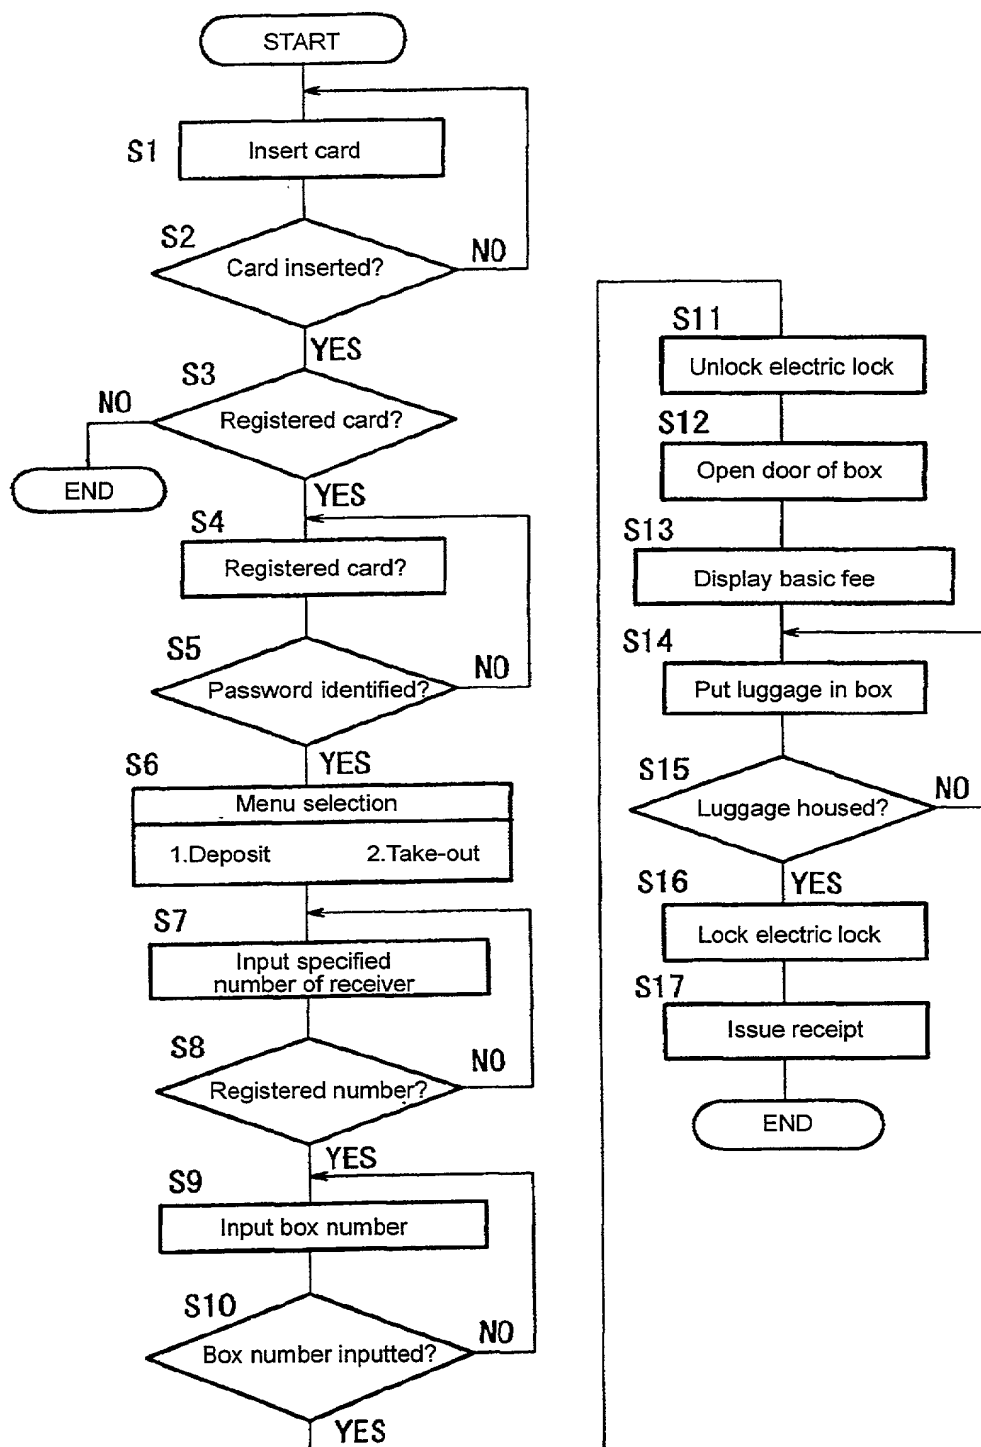 START
S1
Insert card
S2
Card inserted?
NO
YES
S3
Registered card?
NO
END
YES
S4
Registered card?
S5
Password identified?
NO
YES
S6
Menu selection
1.Deposit 2.Take-out
S7
Input specified
number of receiver
S8
Registered number?
NO
YES
S9
Input box number
S10
Box number inputted?
NO
YES
S11
Unlock electric lock
S12
Open door of box
S13
Display basic fee
S14
Put luggage in box
S15
Luggage housed?
NO
YES
S16
Lock electric lock
S17
Issue receipt
END